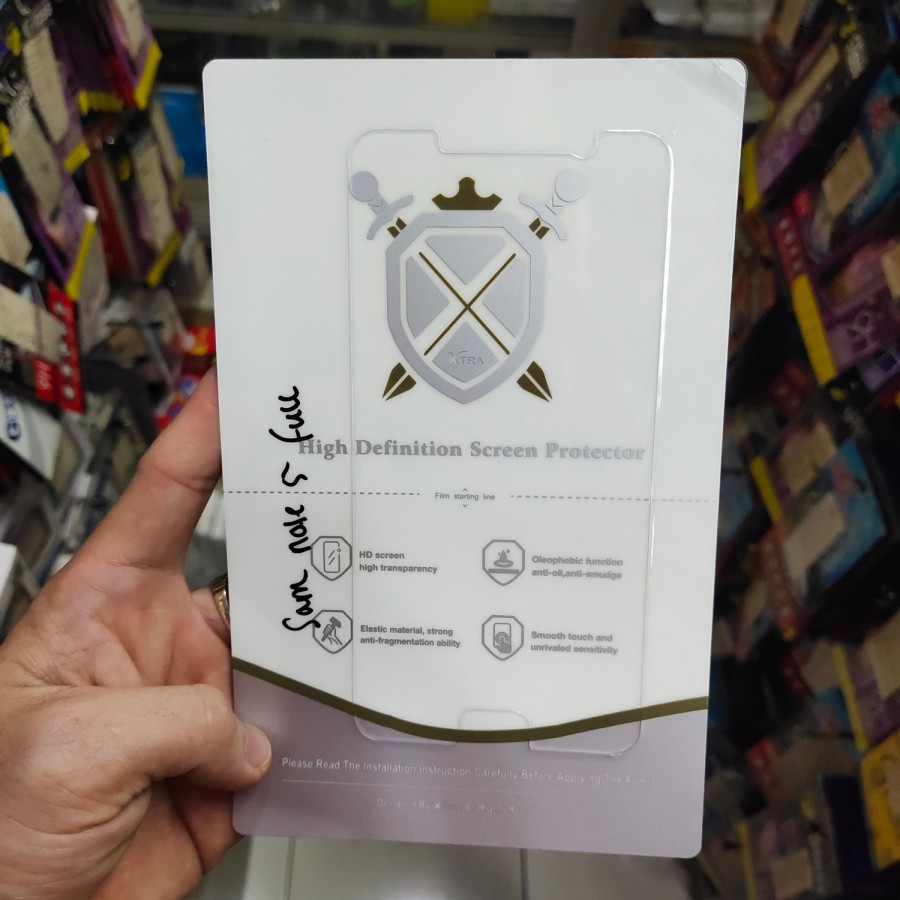 XTRA
High Definition Screen Protector
Sam note 5 full
Film starting line
HD screen
high transparency
Oleophobic function
anti-oil,anti-smudge
Elastic material, strong
anti-fragmentation ability
Smooth touch and
unrivaled sensitivity
Please Read The Installation Instruction Carefully Before Applying The Film!